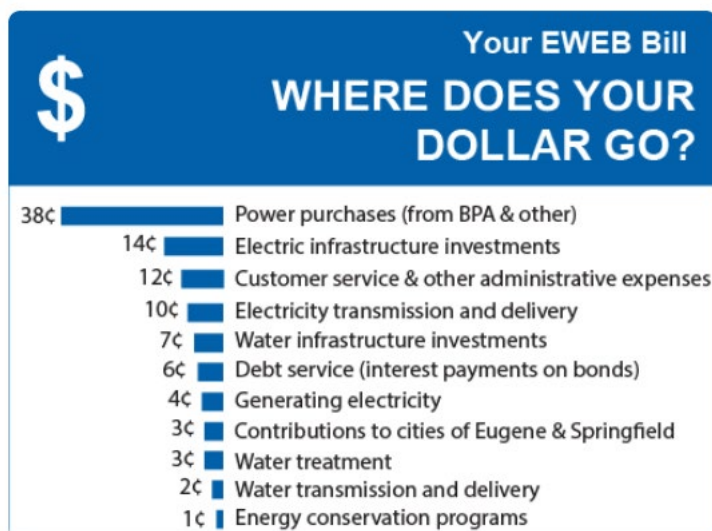 $
Your EWEB Bill
WHERE DOES YOUR
DOLLAR GO?
38¢ Power purchases (from BPA & other)
14¢ Electric infrastructure investments
12¢ Customer service & other administrative expenses
10¢ Electricity transmission and delivery
7¢ Water infrastructure investments
6¢ Debt service (interest payments on bonds)
4¢ Generating electricity
3¢ Contributions to cities of Eugene & Springfield
3¢ Water treatment
2¢ Water transmission and delivery
1¢ Energy conservation programs